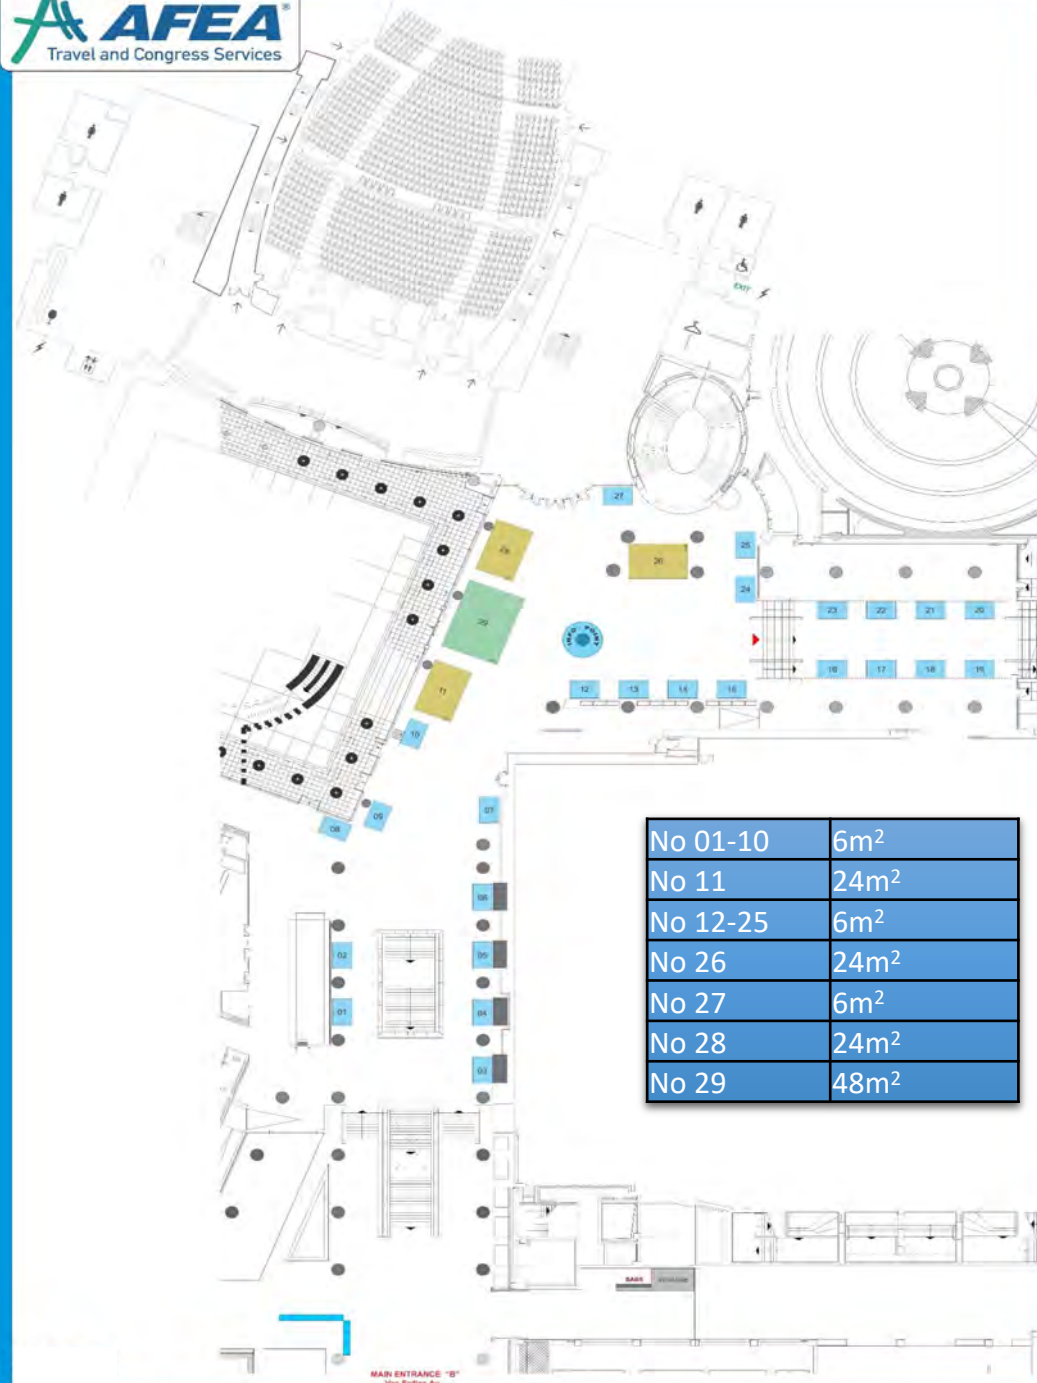 AFEA®
Travel and Congress Services
EXIT
27
25
26
24
29
INFO POINT
23 22 21 20
11
16 17 18 19
12 13 14 15
10
09
07
08
No 01-10 6m²
No 11 24m²
No 12-25 6m²
No 26 24m²
No 27 6m²
No 28 24m²
No 29 48m²
06
02
05
01
04
03
BAGS
MAIN ENTRANCE "B"